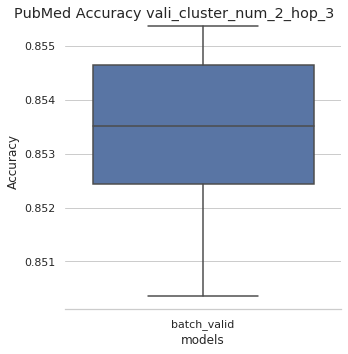 PubMed Accuracy vali_cluster_num_2_hop_3
0.855
0.854
0.853
0.852
0.851
Accuracy
batch_valid
models